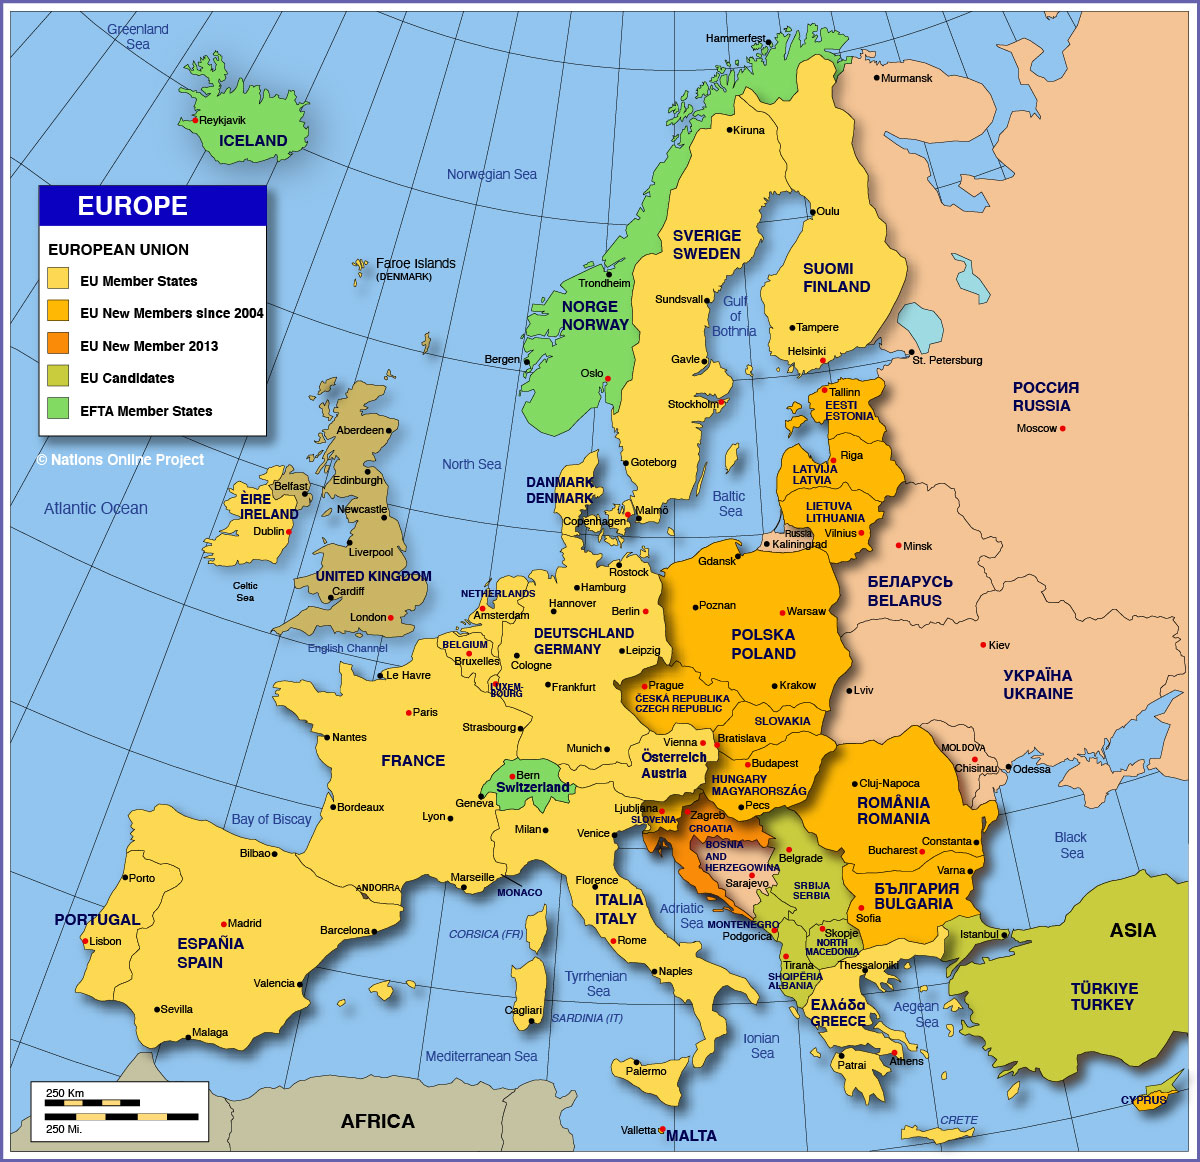 Greenland
Sea
Hammerfest
Murmansk
Reykjavik
ICELAND
Kiruna
Norwegian Sea
EUROPE
EUROPEAN UNION
EU Member States
EU New Members since 2004
EU New Member 2013
EU Candidates
EFTA Member States
© Nations Online Project
Faroe Islands
(DENMARK)
Oulu
SVERIGE
SWEDEN
SUOMI
FINLAND
Trondheim
NORGE
NORWAY
Sundsvall
Gulf
of
Bothnia
Tampere
Bergen
Gavle
Helsinki
St. Petersburg
Oslo
Stockholm
Tallinn
EESTI
ESTONIA
РОССИЯ
RUSSIA
Moscow
Aberdeen
North Sea
Goteborg
Riga
LATVIJA
LATVIA
Edinburgh
Belfast
DANMARK
DENMARK
Baltic
Sea
LIETUVA
LITHUANIA
Vilnius
Atlantic Ocean
ÈIRE
IRELAND
Dublin
Newcastle
Malmö
Copenhagen
Russia
Kaliningrad
Minsk
Liverpool
Gdansk
БЕЛАРУСЬ
BELARUS
UNITED KINGDOM
Celtic
Sea
Cardiff
London
NETHERLANDS
Amsterdam
Rostock
Hamburg
Hannover
Berlin
Poznan
Warsaw
POLSKA
POLAND
DEUTSCHLAND
GERMANY
English Channel
BELGIUM
Bruxelles
Cologne
Leipzig
Kiev
УКРАЇНА
UKRAINE
Le Havre
LUXEM-
BOURG
Frankfurt
Prague
ČESKÁ REPUBLIKA
CZECH REPUBLIC
Krakow
Lviv
Paris
Strasbourg
SLOVAKIA
Nantes
FRANCE
Munich
Vienna
Bratislava
Österreich
Austria
MOLDOVA
Chisinau
Odessa
Bern
Switzerland
Geneva
Budapest
HUNGARY
MAGYARORSZÁG
Pecs
Cluj-Napoca
ROMÂNIA
ROMANIA
Bordeaux
Lyon
Bay of Biscay
Ljubljana
SLOVENIA
Zagreb
CROATIA
Milan
Venice
Constanta
Bucharest
Black
Sea
Bilbao
BOSNIA
AND
HERZEGOWINA
Sarajevo
Belgrade
SRBIJA
SERBIA
Varna
БЪЛГАРИЯ
BULGARIA
Sofia
Porto
ANDORRA
Marseille
MONACO
Florence
ITALIA
ITALY
Adriatic
Sea
MONTENEGRO
Podgorica
Skopje
NORTH
MACEDONIA
Istanbul
ASIA
PORTUGAL
Lisbon
Madrid
ESPAÑIA
SPAIN
Barcelona
CORSICA (FR)
Rome
Naples
Tirana
SHQIPËRIA
ALBANIA
Thessaloniki
Valencia
Tyrrhenian
Sea
TÜRKIYE
TURKEY
Sevilla
Malaga
Cagliari
SARDINIA (IT)
Ελλάδα
GREECE
Aegean
Sea
Mediterranean Sea
Ionian
Sea
Palermo
Patrai
Athens
250 Km
250 Mi.
AFRICA
Valletta
MALTA
CRETE
CYPRUS